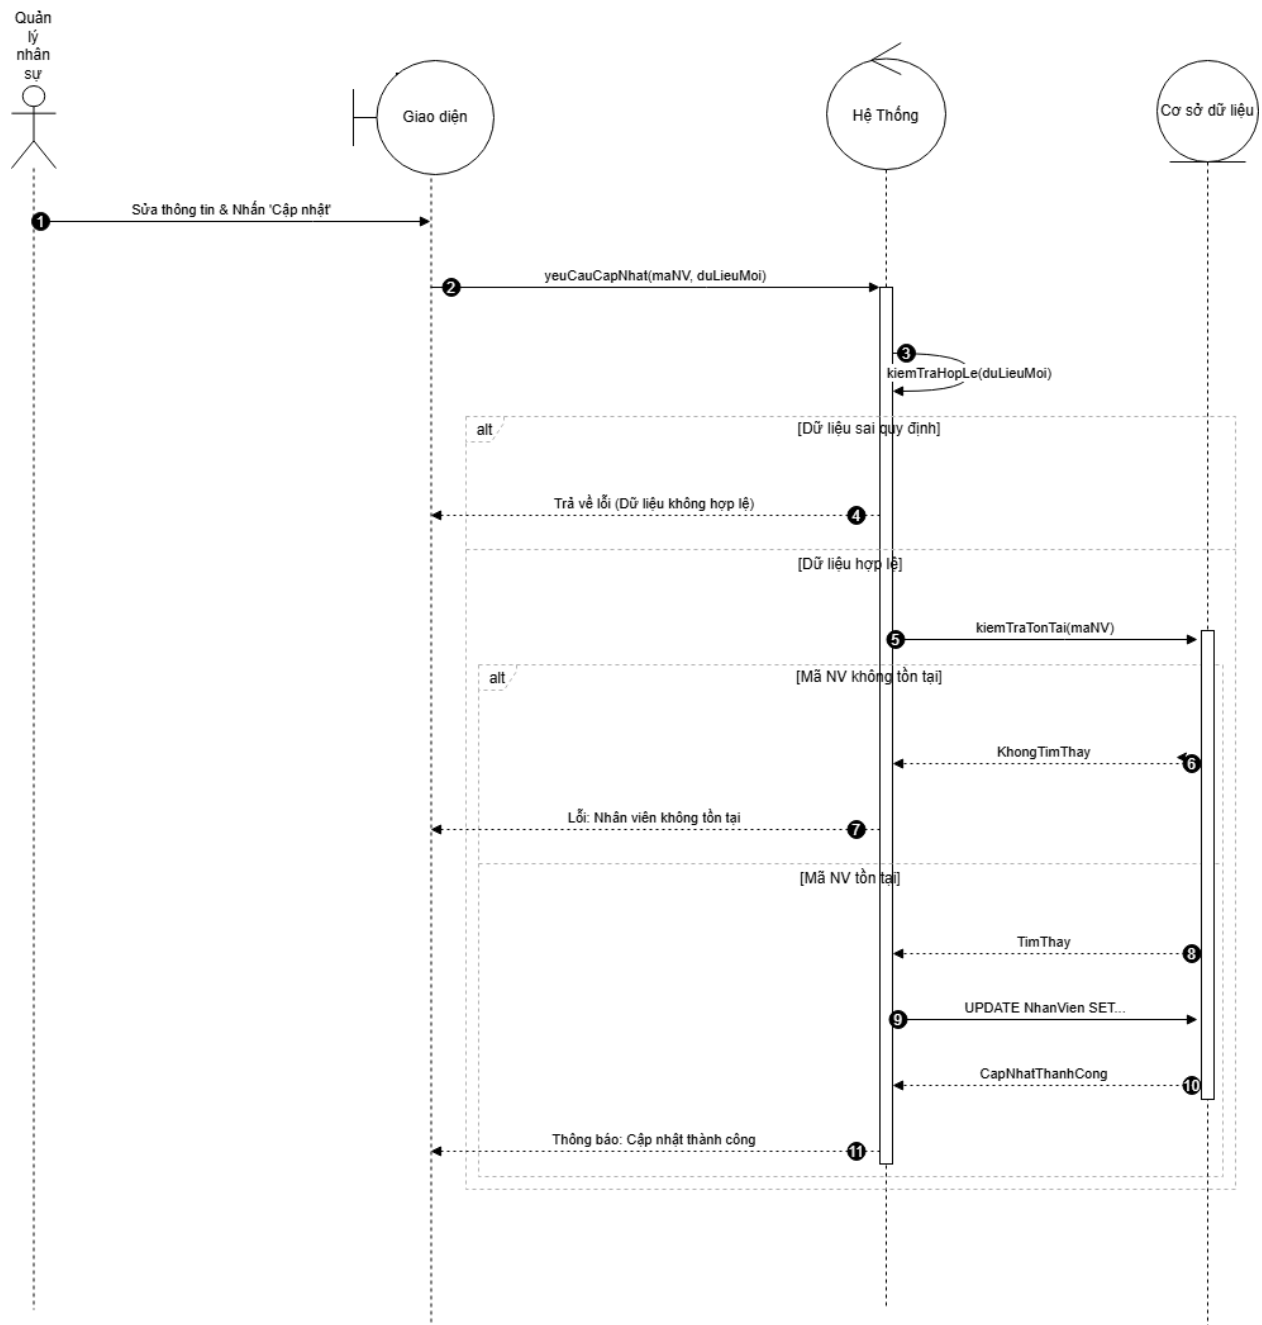 Quản
lý
nhân
sự
Giao diện
Hệ Thống
Cơ sở dữ liệu
1
Sửa thông tin & Nhấn 'Cập nhật'
2
yeuCauCapNhat(maNV, duLieuMoi)
3
kiemTraHopLe(duLieuMoi)
alt
[Dữ liệu sai quy định]
Trả về lỗi (Dữ liệu không hợp lệ)
4
[Dữ liệu hợp lệ]
5
kiemTraTonTai(maNV)
alt
[Mã NV không tồn tại]
KhongTimThay
6
Lỗi: Nhân viên không tồn tại
7
[Mã NV tồn tại]
TimThay
8
9
UPDATE NhanVien SET...
CapNhatThanhCong
10
Thông báo: Cập nhật thành công
11